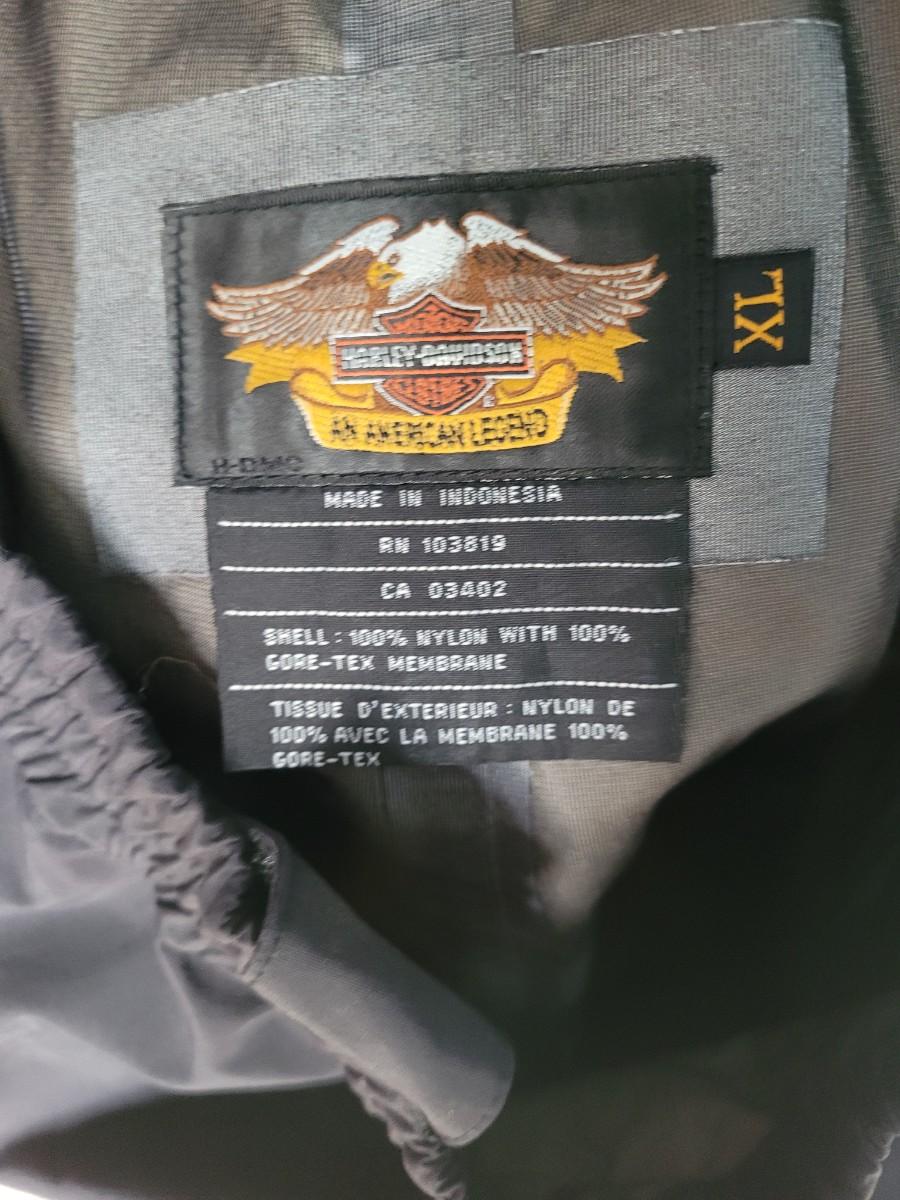 HARLEY-DAVIDSON
AN AMERICAN LEGEND
H-DMC
XL
MADE IN INDONESIA
RN 103819
CA 03402
SHELL : 100% NYLON WITH 100%
GORE-TEX MEMBRANE
TISSUE D'EXTERIEUR : NYLON DE
100% AVEC LA MEMBRANE 100%
GORE-TEX